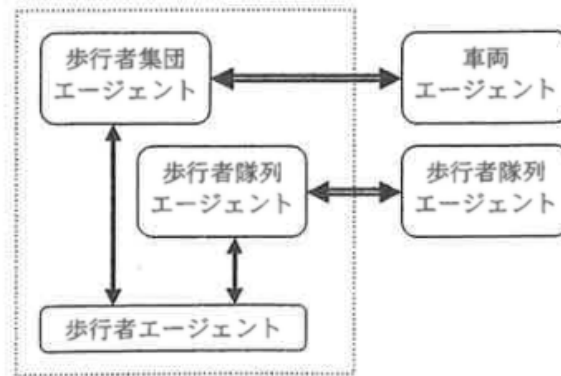 歩行者集団
エージェント
車両
エージェント
歩行者隊列
エージェント
歩行者隊列
エージェント
歩行者エージェント